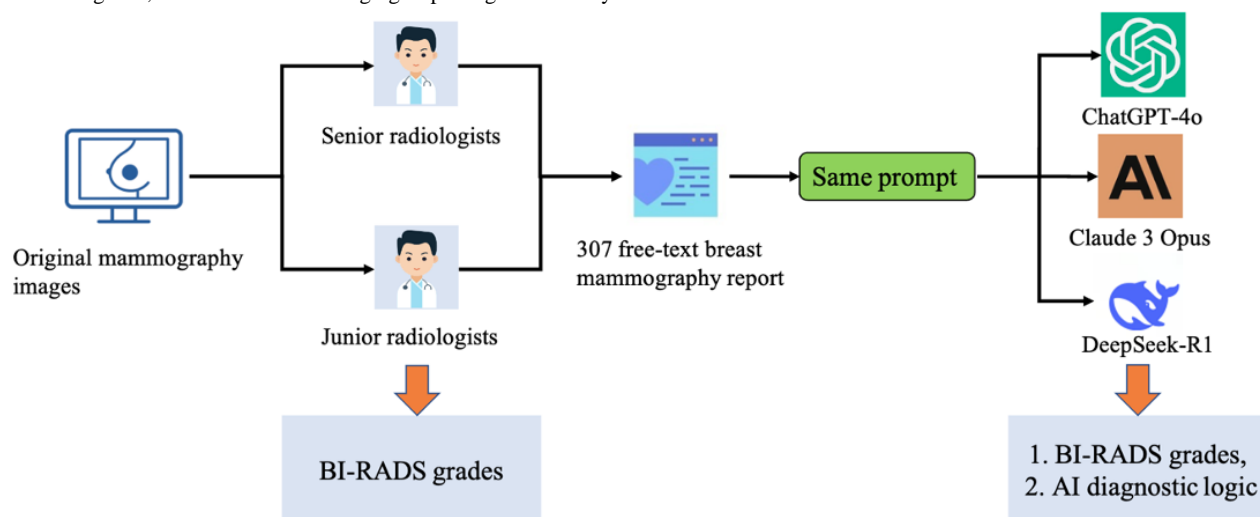 Senior radiologists
Original mammography
images
Junior radiologists
BI-RADS grades
307 free-text breast
mammography report
Same prompt
ChatGPT-4o
AI
Claude 3 Opus
DeepSeek-R1
1. BI-RADS grades,
2. AI diagnostic logic